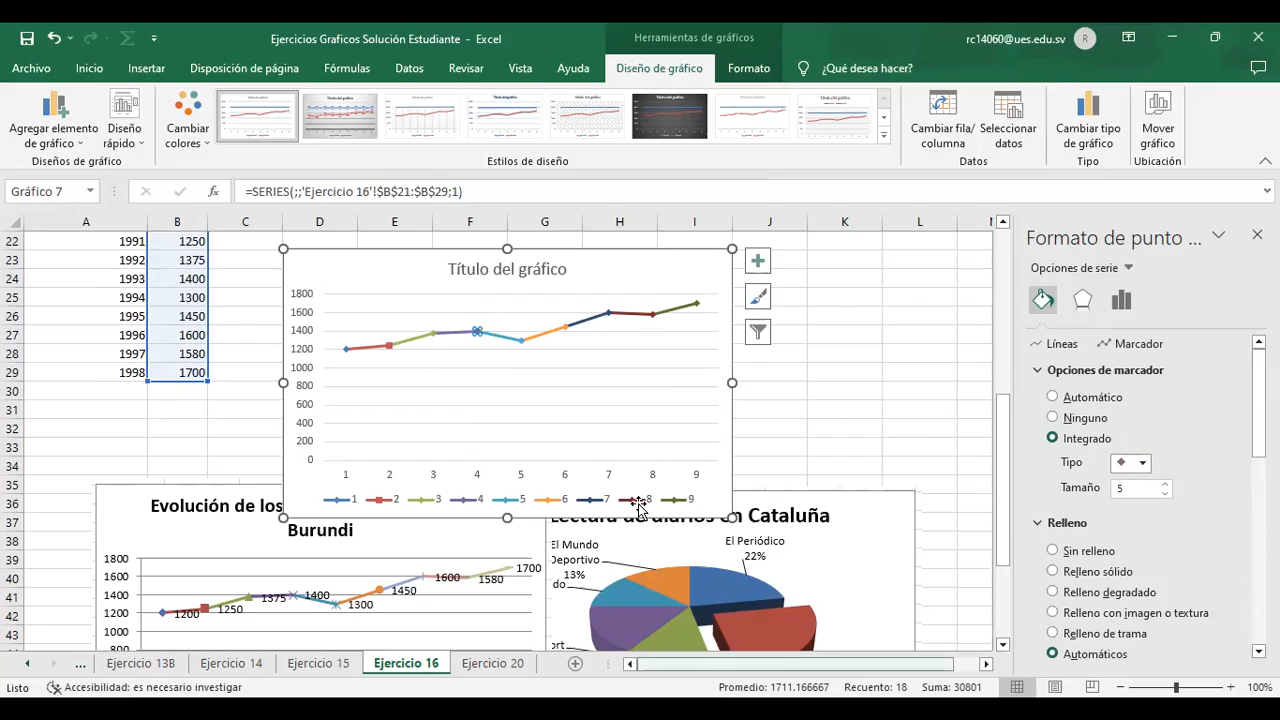 Ejercicios Graficos Solución Estudiante - Excel
Herramientas de gráficos
rc14060@ues.edu.sv
R
Archivo Inicio Insertar Disposición de página Fórmulas Datos Revisar Vista Ayuda Diseño de gráfico Formato ¿Qué desea hacer?
Agregar elemento de gráfico
Diseño rápido
Cambiar colores
Cambiar fila/ columna
Seleccionar datos
Cambiar tipo de gráfico
Mover gráfico
Diseños de gráfico
Estilos de diseño
Datos
Tipo
Ubicación
Gráfico 7
fx
=SERIES(;;'Ejercicio 16'!$B$21:$B$29;1)
A B C D E F G H I J K L
22 1991 1250
23 1992 1375
24 1993 1400
25 1994 1300
26 1995 1450
27 1996 1600
28 1997 1580
29 1998 1700
30
31
32
33
34
35
36
37
38
39
40
41
42
43
Título del gráfico
1800
1600
1400
1200
1000
800
600
400
200
0
1 2 3 4 5 6 7 8 9
1 2 3 4 5 6 7 8 9
Evolución de los
Burundi
1800
1600
1400
1200
1000
1200 1250 1375 1400 1300 1450 1600 1580 1700
Lectura de diarios en Cataluña
El Mundo
Deportivo
13%
El Periódico
22%
do
ort
Formato de punto ...
Opciones de serie
Líneas Marcador
Opciones de marcador
Automático
Ninguno
Integrado
Tipo
Tamaño 5
Relleno
Sin relleno
Relleno sólido
Relleno degradado
Relleno con imagen o textura
Relleno de trama
Automáticos
... Ejercicio 13B Ejercicio 14 Ejercicio 15 Ejercicio 16 Ejercicio 20
Listo Accesibilidad: es necesario investigar Promedio: 1711.166667 Recuento: 18 Suma: 30801 100%